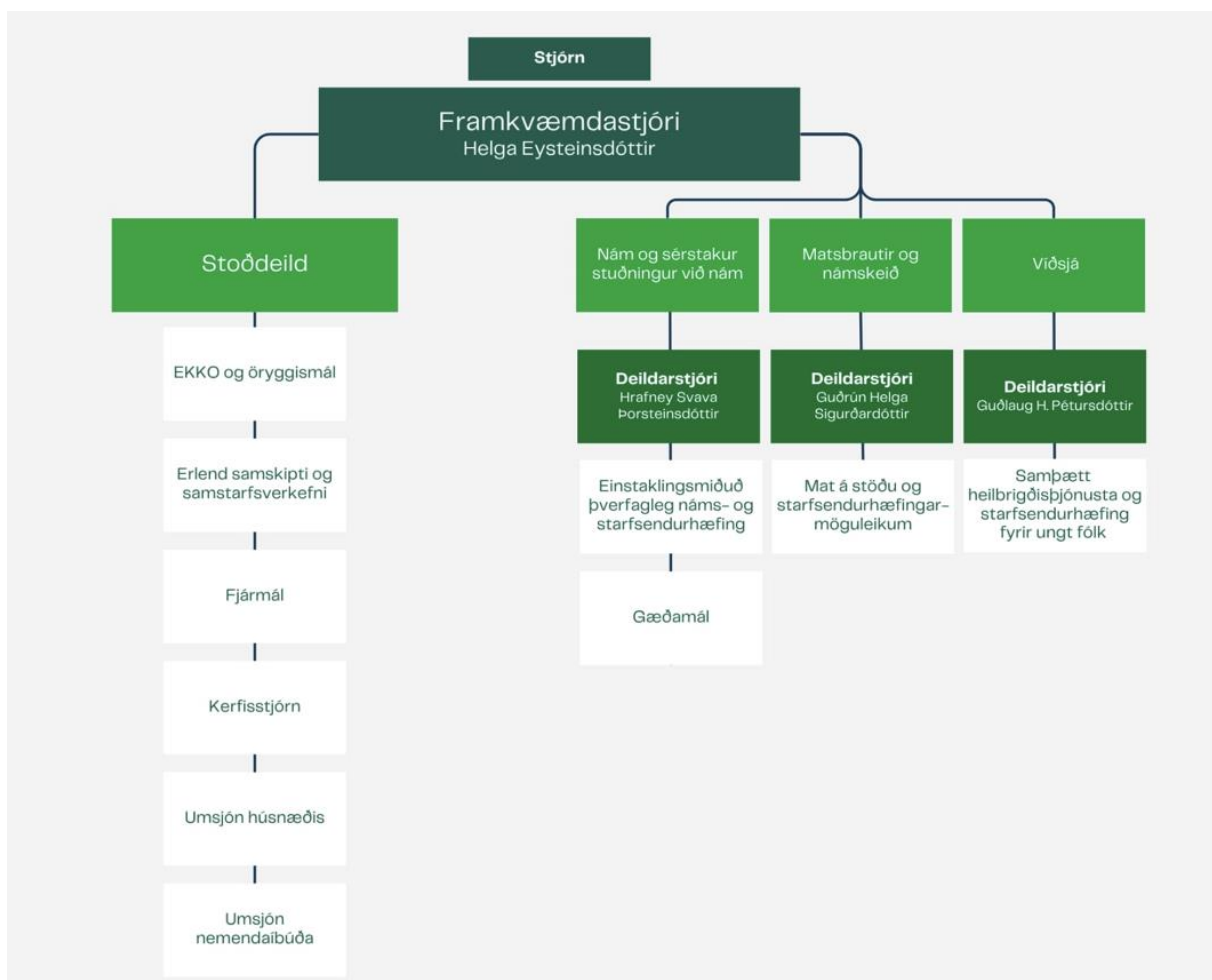 Stjórn
Framkvæmdastjóri
Helga Eysteinsdóttir
Stoðdeild
EKKO og öryggismál
Erlend samskipti og
samstarfsverkefni
Fjármál
Kerfisstjórn
Umsjón húsnæðis
Umsjón
nemendaíbúða
Nám og sérstakur
stuðningur við nám
Deildarstjóri
Hrafney Svava
Þorsteinsdóttir
Einstaklingsmiðuð
þverfagleg náms- og
starfsendurhæfing
Gæðamál
Matsbrautir og
námskeið
Deildarstjóri
Guðrún Helga
Sigurðardóttir
Mat á stöðu og
starfsendurhæfingar-
möguleikum
Víðsjá
Deildarstjóri
Guðlaug H. Pétursdóttir
Samþætt
heilbrigðisþjónusta og
starfsendurhæfing
fyrir ungt fólk